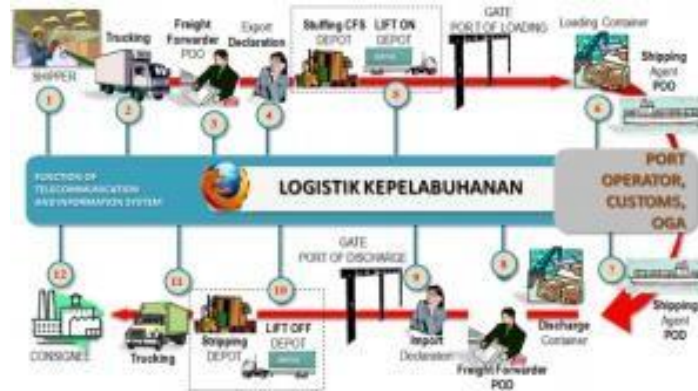 SHIPPER
Trucking
Freight
Forwarder
POO
Export
Declaration
Stuffing CFS
DEPOT
LIFT ON
DEPOT
GATE
PORT OF LOADING
Loading Container
Shipping
Agent
POD
1
2
3
4
5
6
FUNCTION OF
TELECOMMUNICATION
AND INFORMATION SYSTEM
LOGISTIK KEPELABUHANAN
PORT
OPERATOR,
CUSTOMS,
OGA
12
11
10
9
8
7
GATE
PORT OF DISCHARGE
CONSIGNEE
Trucking
Stripping
DEPOT
LIFT OFF
DEPOT
Import
Declaration
Freight Forwarder
POD
Discharge
Container
Shipping
Agent
POD